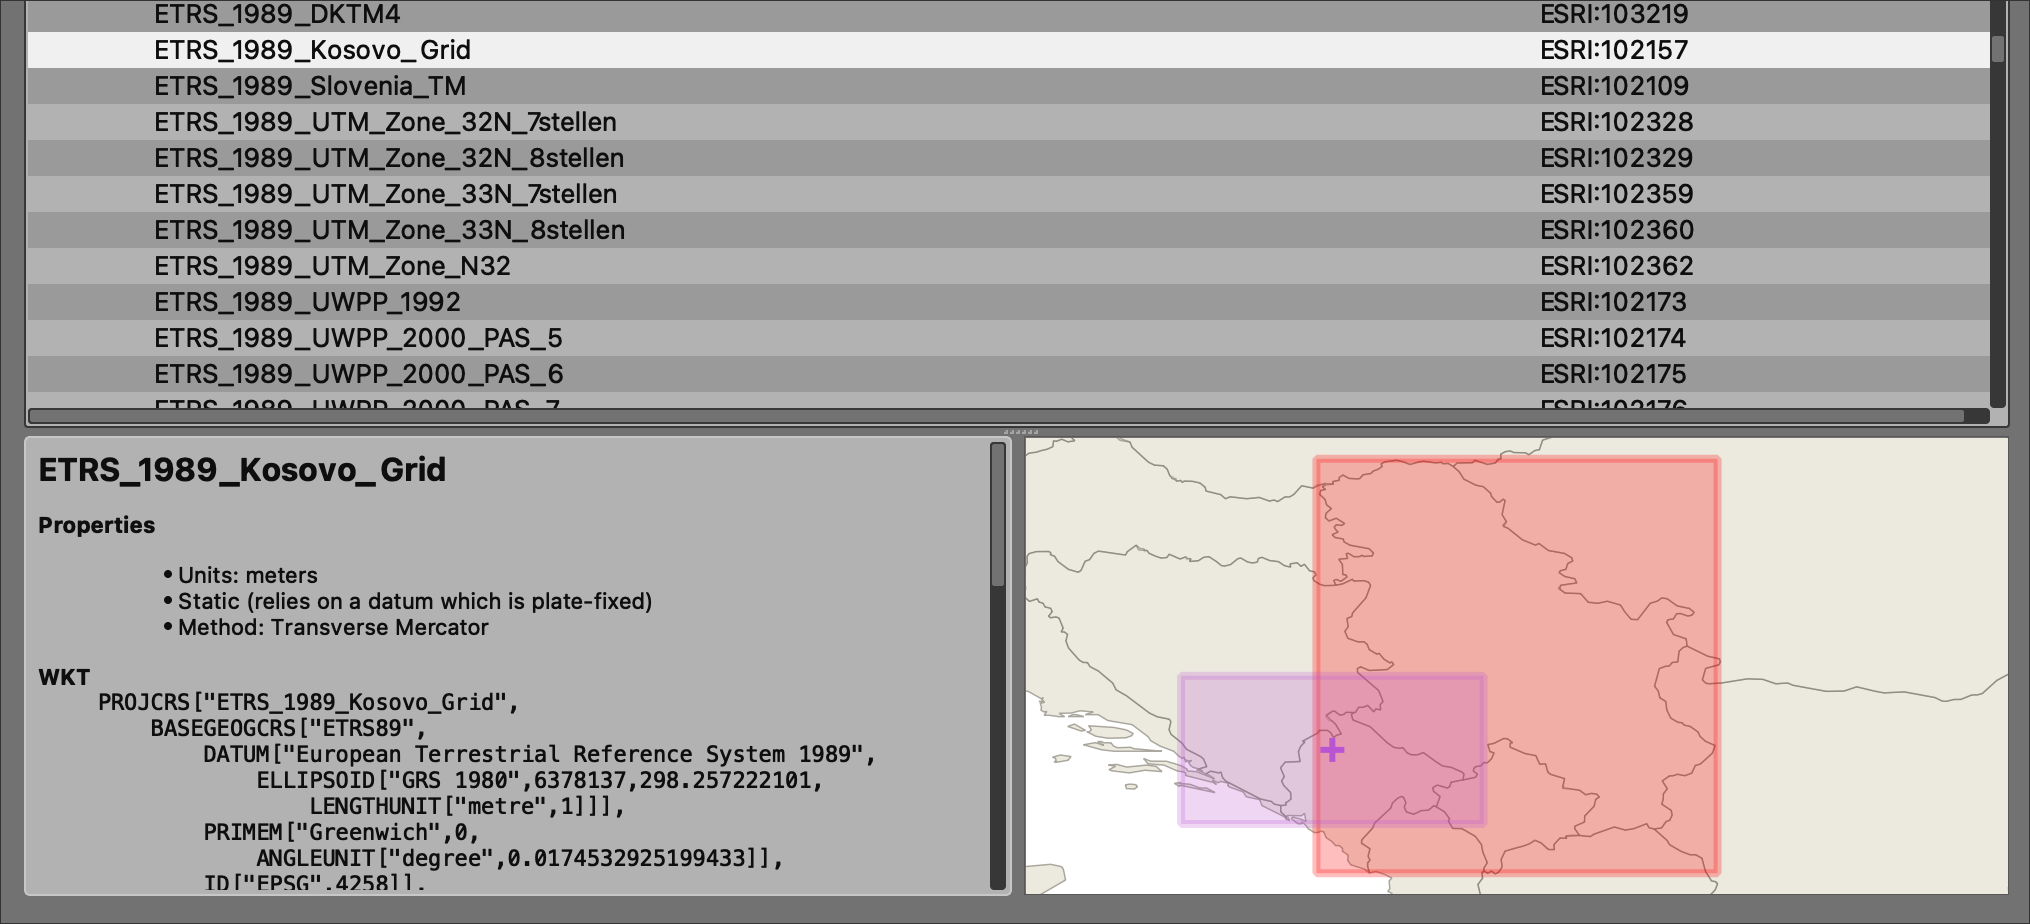 ETRS_1989_DKTM4 ESRI:103219
ETRS_1989_Kosovo_Grid ESRI:102157
ETRS_1989_Slovenia_TM ESRI:102109
ETRS_1989_UTM_Zone_32N_7stellen ESRI:102328
ETRS_1989_UTM_Zone_32N_8stellen ESRI:102329
ETRS_1989_UTM_Zone_33N_7stellen ESRI:102359
ETRS_1989_UTM_Zone_33N_8stellen ESRI:102360
ETRS_1989_UTM_Zone_N32 ESRI:102362
ETRS_1989_UWPP_1992 ESRI:102173
ETRS_1989_UWPP_2000_PAS_5 ESRI:102174
ETRS_1989_UWPP_2000_PAS_6 ESRI:102175
ETRS_1989_UWPP_2000_PAS_7 ESRI:102176
ETRS_1989_Kosovo_Grid
Properties
• Units: meters
• Static (relies on a datum which is plate-fixed)
• Method: Transverse Mercator
WKT
PROJCRS["ETRS_1989_Kosovo_Grid",
BASEGEOGCRS["ETRS89",
DATUM["European Terrestrial Reference System 1989",
ELLIPSOID["GRS 1980",6378137,298.257222101,
LENGTHUNIT["metre",1]]],
PRIMEM["Greenwich",0,
ANGLEUNIT["degree",0.0174532925199433]],
ID["EPSG",4258]],